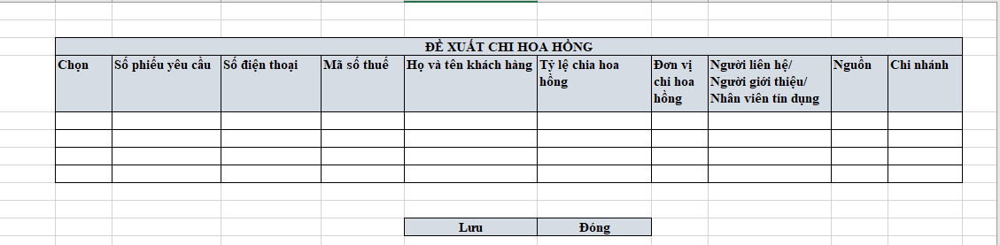 ĐỀ XUẤT CHI HOA HỒNG
Chọn
Số phiếu yêu cầu
Số điện thoại
Mã số thuế
Họ và tên khách hàng
Tỷ lệ chia hoa
hồng
Đơn vị
chi hoa
hồng
Người liên hệ/
Người giới thiệu/
Nhân viên tín dụng
Nguồn
Chi nhánh
Lưu
Đóng